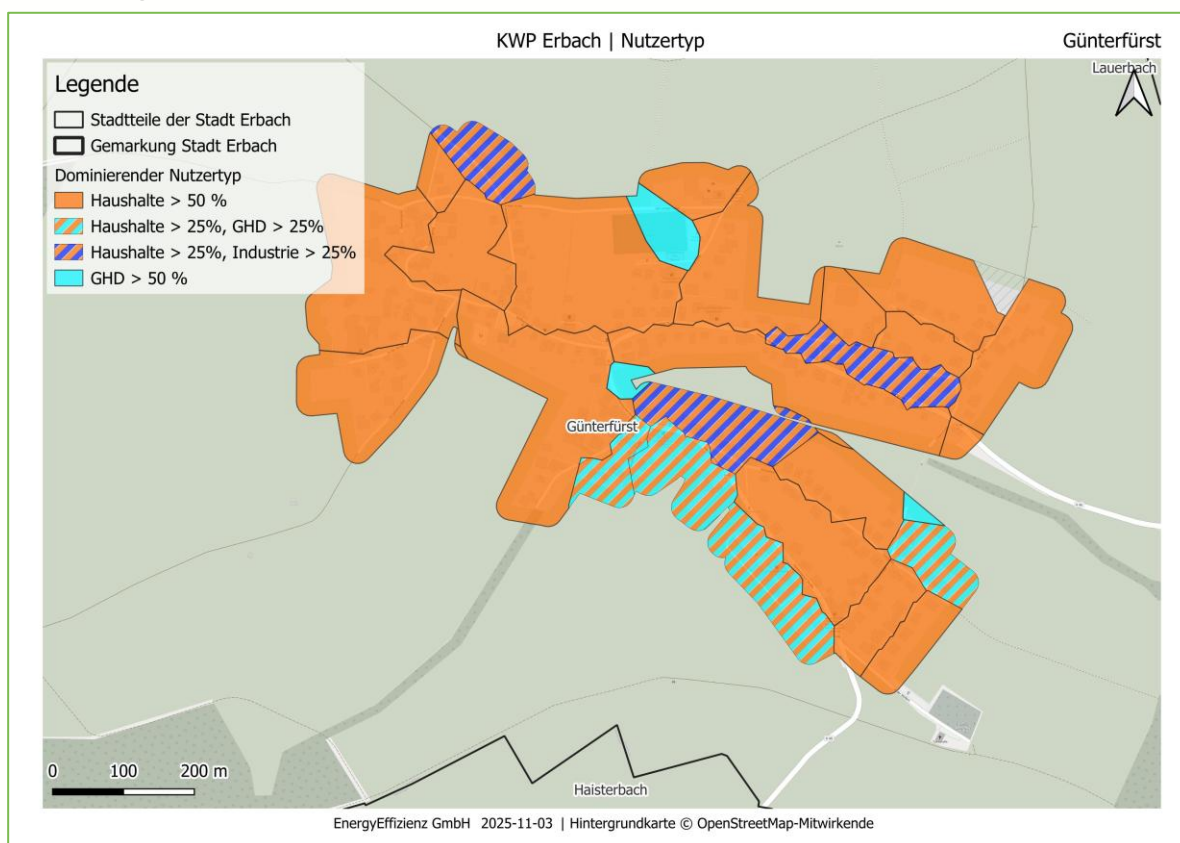 KWP Erbach | Nutzertyp
Günterfürst
Lauerbach
Legende
Stadtteile der Stadt Erbach
Gemarkung Stadt Erbach
Dominierender Nutzertyp
Haushalte > 50 %
Haushalte > 25%, GHD > 25%
Haushalte > 25%, Industrie > 25%
GHD > 50 %
Günterfürst
0 100 200 m
Haisterbach
EnergyEffizienz GmbH 2025-11-03 | Hintergrundkarte © OpenStreetMap-Mitwirkende